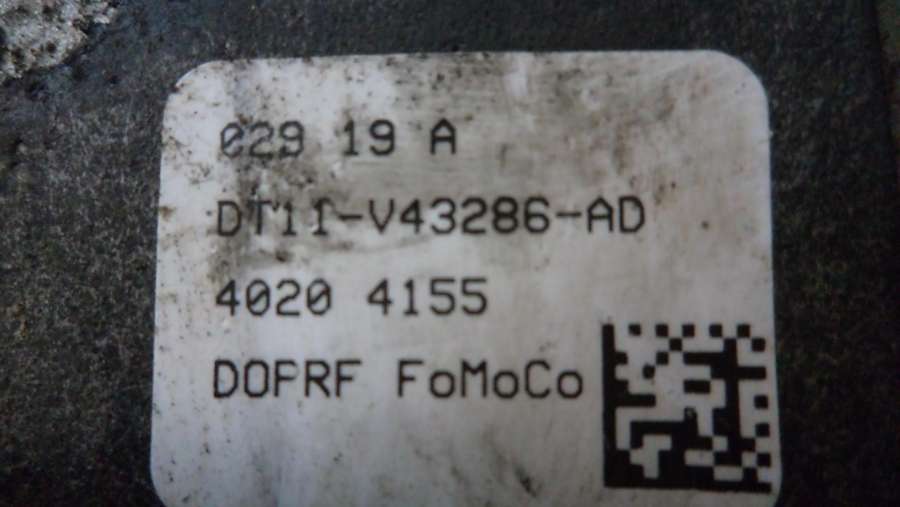 029 19 A
DT11-V43286-AD
4020 4155
DOPRF FoMoCo